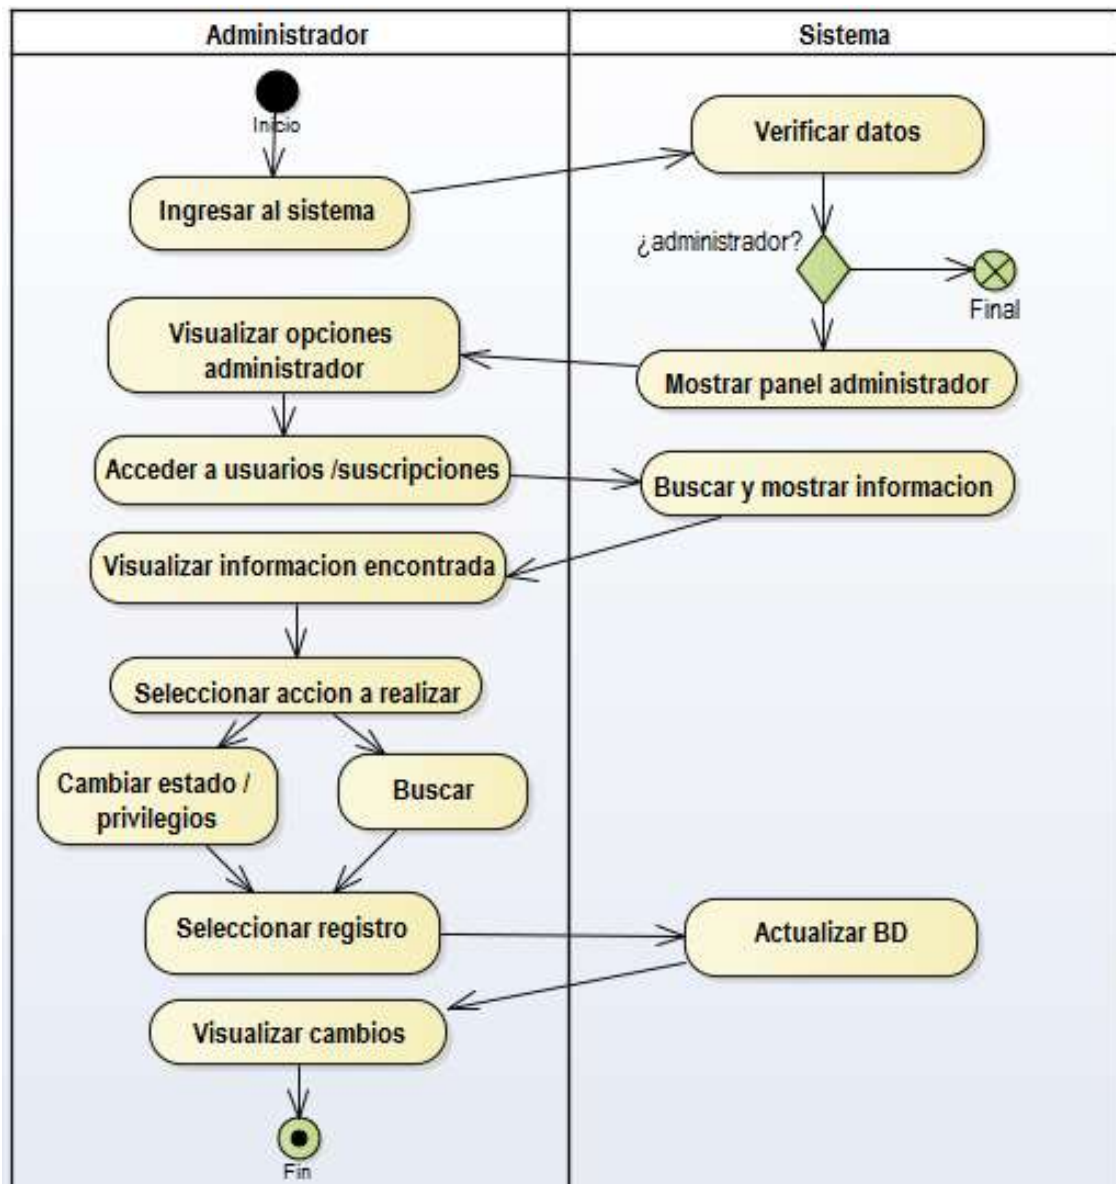 Administrador
Sistema
Inicio
Verificar datos
Ingresar al sistema
¿administrador?
Final
Visualizar opciones
administrador
Mostrar panel administrador
Acceder a usuarios /suscripciones
Buscar y mostrar informacion
Visualizar informacion encontrada
Seleccionar accion a realizar
Cambiar estado /
privilegios
Buscar
Seleccionar registro
Actualizar BD
Visualizar cambios
Fin